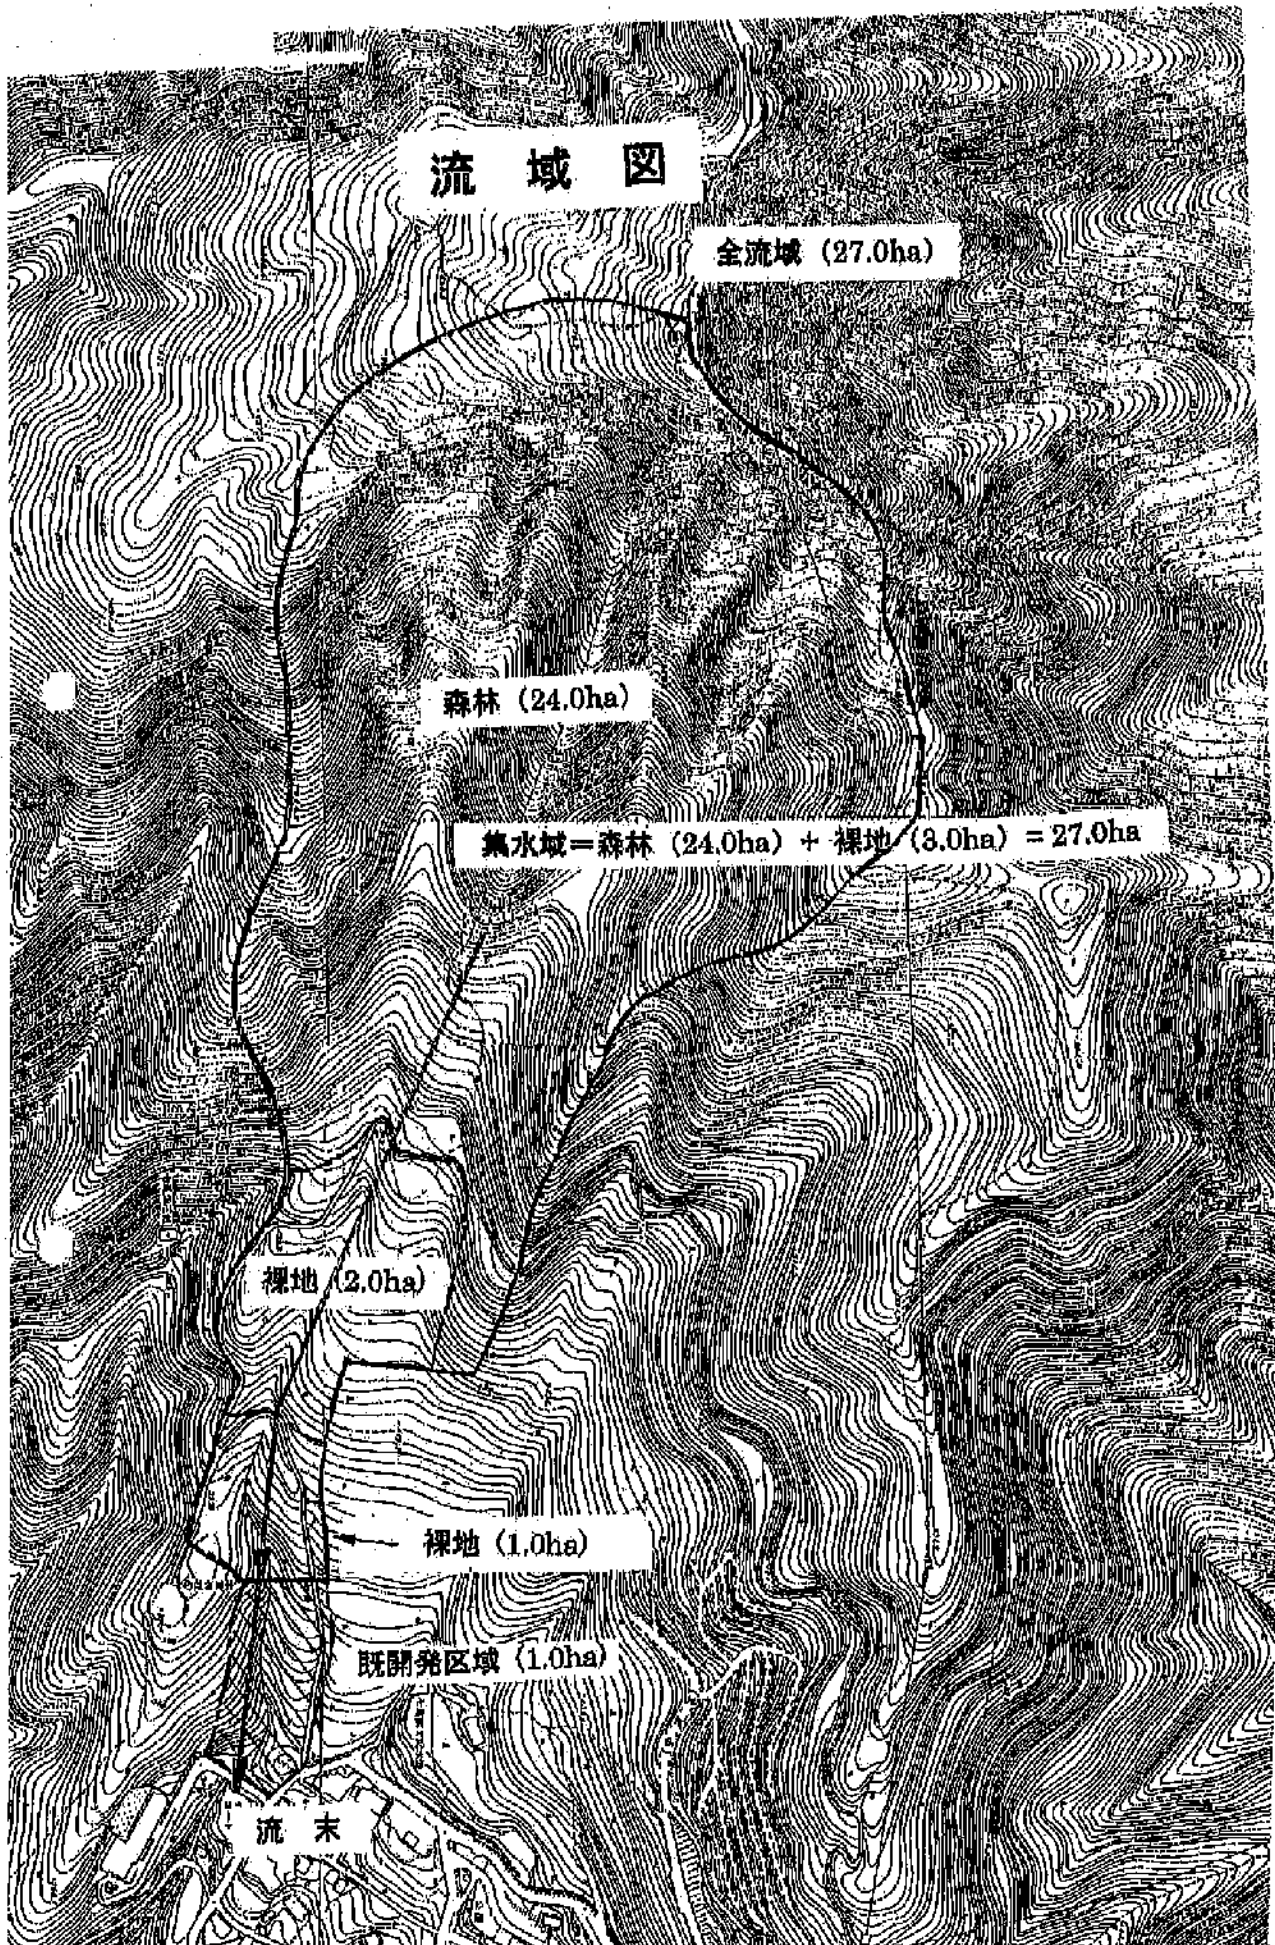 流域図
全流域 (27.0ha)
森林 (24.0ha)
集水域=森林 (24.0ha) + 裸地 (3.0ha) = 27.0ha
裸地 (2.0ha)
裸地 (1.0ha)
既開発区域 (1.0ha)
流末